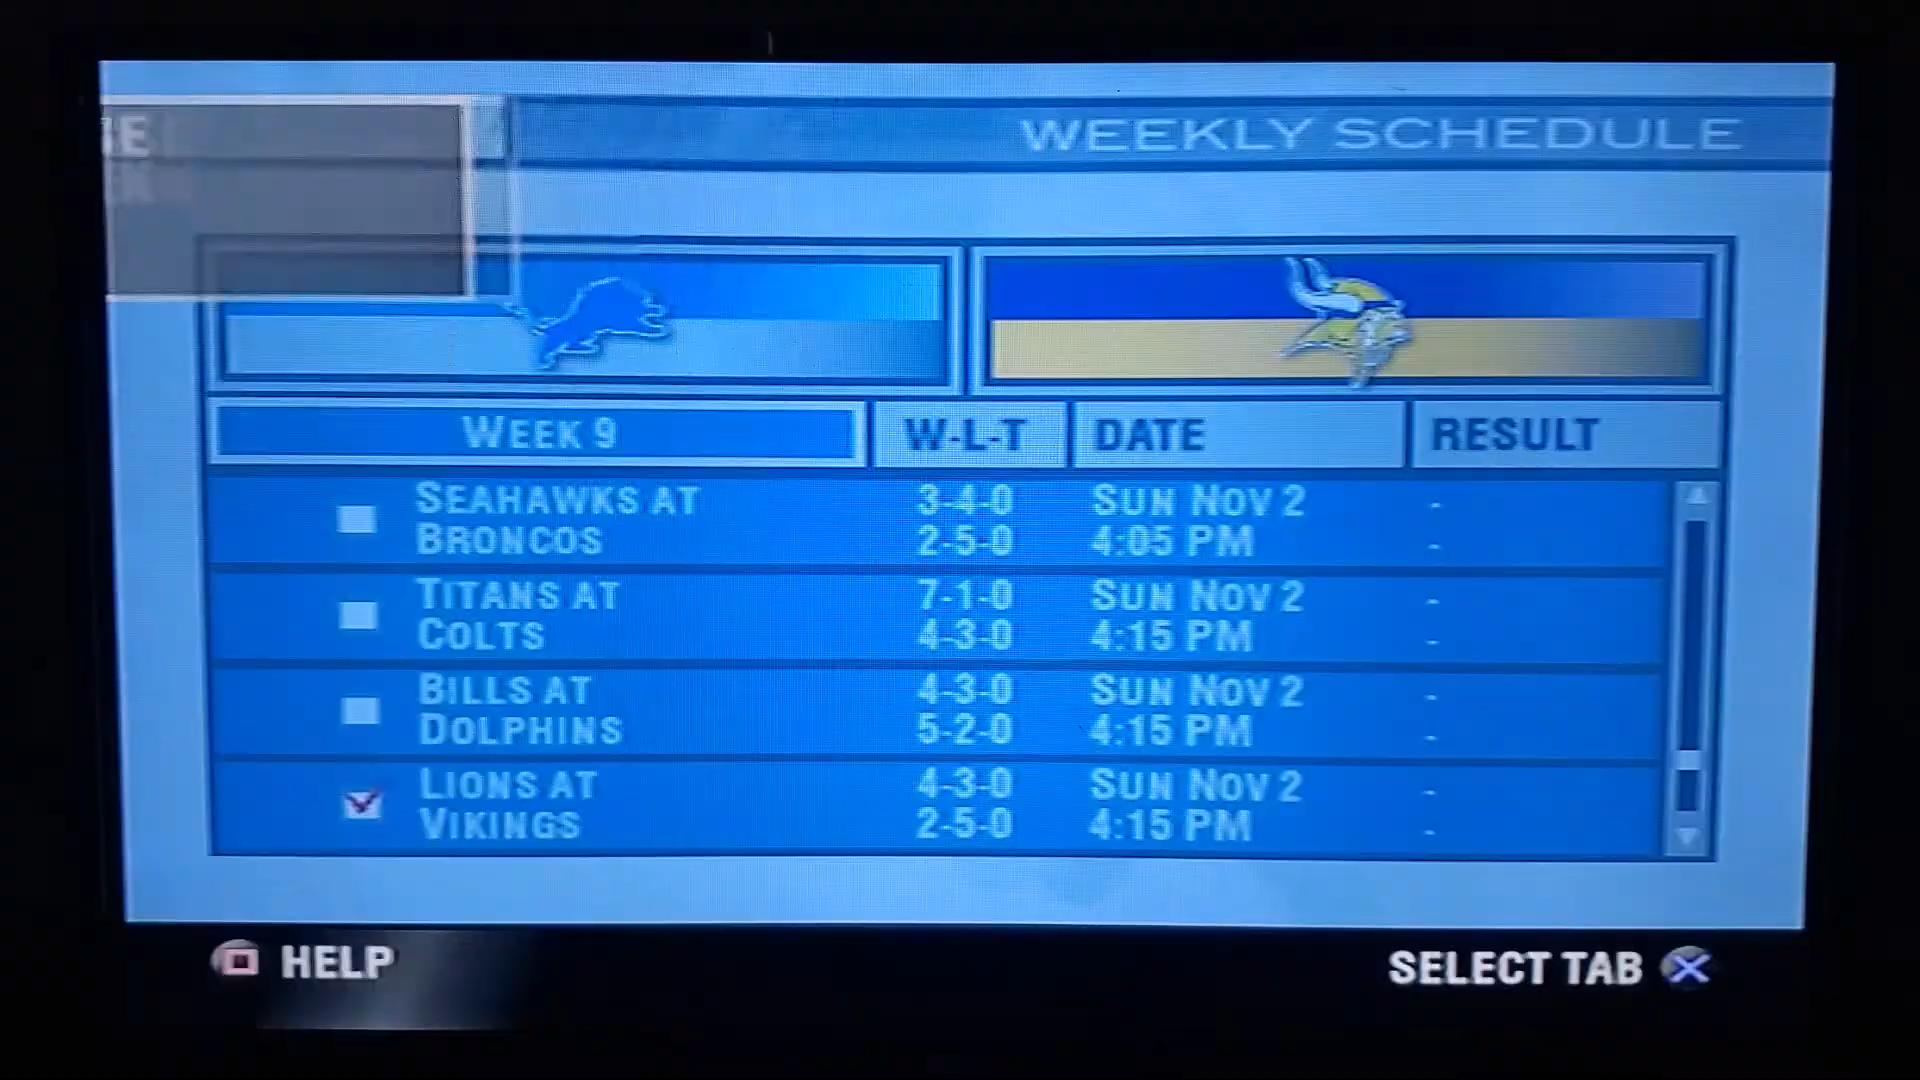 WEEKLY SCHEDULE
WEEK 9 W-L-T DATE RESULT
SEAHAWKS AT 3-4-0 SUN NOV 2 -
BRONCOS 2-5-0 4:05 PM -
TITANS AT 7-1-0 SUN NOV 2 -
COLTS 4-3-0 4:15 PM -
BILLS AT 4-3-0 SUN NOV 2 -
DOLPHINS 5-2-0 4:15 PM -
LIONS AT 4-3-0 SUN NOV 2 -
VIKINGS 2-5-0 4:15 PM -
HELP SELECT TAB